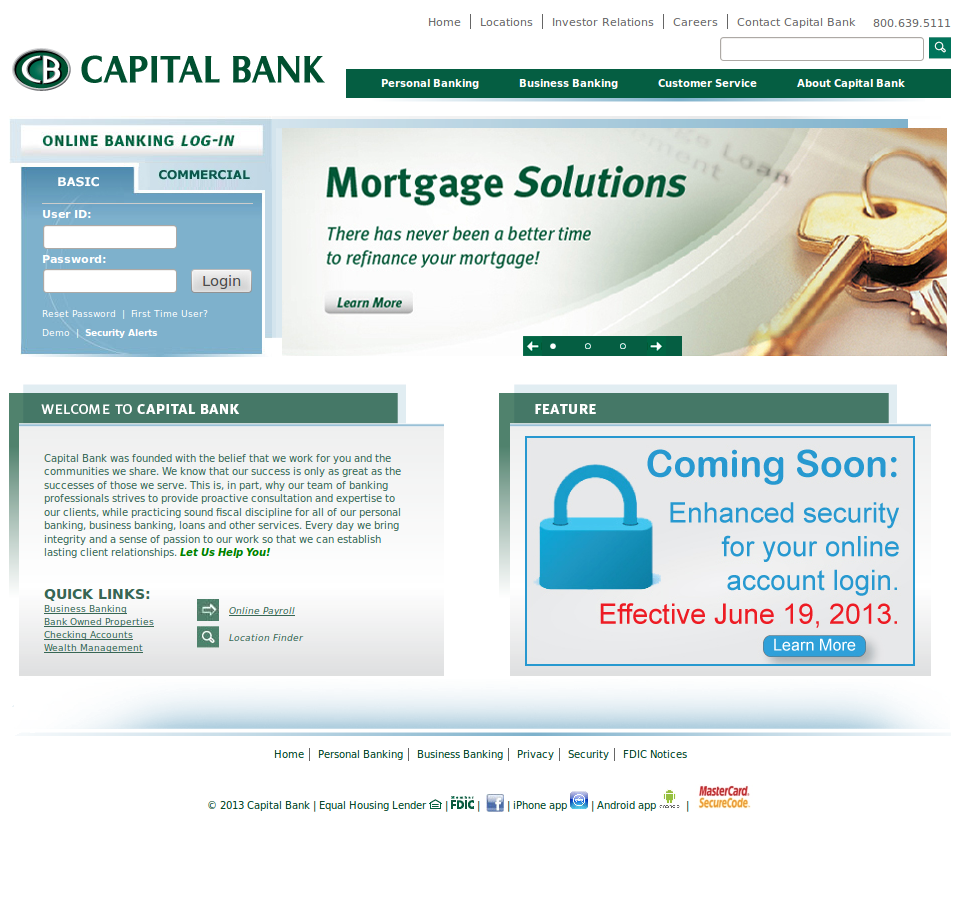 Home | Locations | Investor Relations | Careers | Contact Capital Bank 800.639.5111
CB CAPITAL BANK
Personal Banking Business Banking Customer Service About Capital Bank
ONLINE BANKING LOG-IN
BASIC COMMERCIAL
User ID:
Password:
Login
Reset Password | First Time User?
Demo | Security Alerts
Loan
Mortgage Solutions
There has never been a better time
to refinance your mortgage!
Learn More
WELCOME TO CAPITAL BANK
Capital Bank was founded with the belief that we work for you and the
communities we share. We know that our success is only as great as the
successes of those we serve. This is, in part, why our team of banking
professionals strives to provide proactive consultation and expertise to
our clients, while practicing sound fiscal discipline for all of our personal
banking, business banking, loans and other services. Every day we bring
integrity and a sense of passion to our work so that we can establish
lasting client relationships. Let Us Help You!
QUICK LINKS:
Business Banking
Bank Owned Properties
Checking Accounts
Wealth Management
Online Payroll
Location Finder
FEATURE
Coming Soon:
Enhanced security
for your online
account login.
Effective June 19, 2013.
Learn More
Home | Personal Banking | Business Banking | Privacy | Security | FDIC Notices
© 2013 Capital Bank | Equal Housing Lender | Member FDIC | | iPhone app | Android app |
MasterCard.
SecureCode.